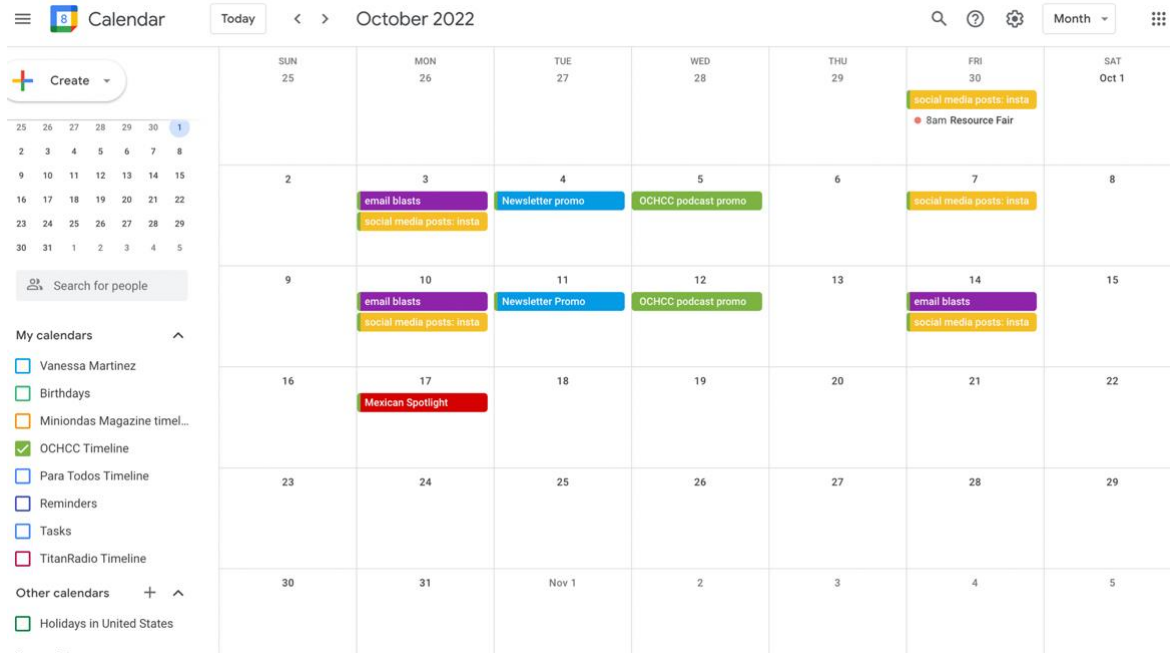 8 Calendar Today October 2022 Month
Create
25 26 27 28 29 30 1
2 3 4 5 6 7 8
9 10 11 12 13 14 15
16 17 18 19 20 21 22
23 24 25 26 27 28 29
30 31 1 2 3 4 5
Search for people
My calendars
Vanessa Martinez
Birthdays
Miniondas Magazine timel...
OCHCC Timeline
Para Todos Timeline
Reminders
Tasks
TitanRadio Timeline
Other calendars
Holidays in United States
SUN MON TUE WED THU FRI SAT
25 26 27 28 29 30 Oct 1
social media posts: insta
8am Resource Fair
2 3 4 5 6 7 8
email blasts Newsletter promo OCHCC podcast promo social media posts: insta
social media posts: insta
9 10 11 12 13 14 15
email blasts Newsletter Promo OCHCC podcast promo email blasts
social media posts: insta social media posts: insta
16 17 18 19 20 21 22
Mexican Spotlight
23 24 25 26 27 28 29
30 31 Nov 1 2 3 4 5